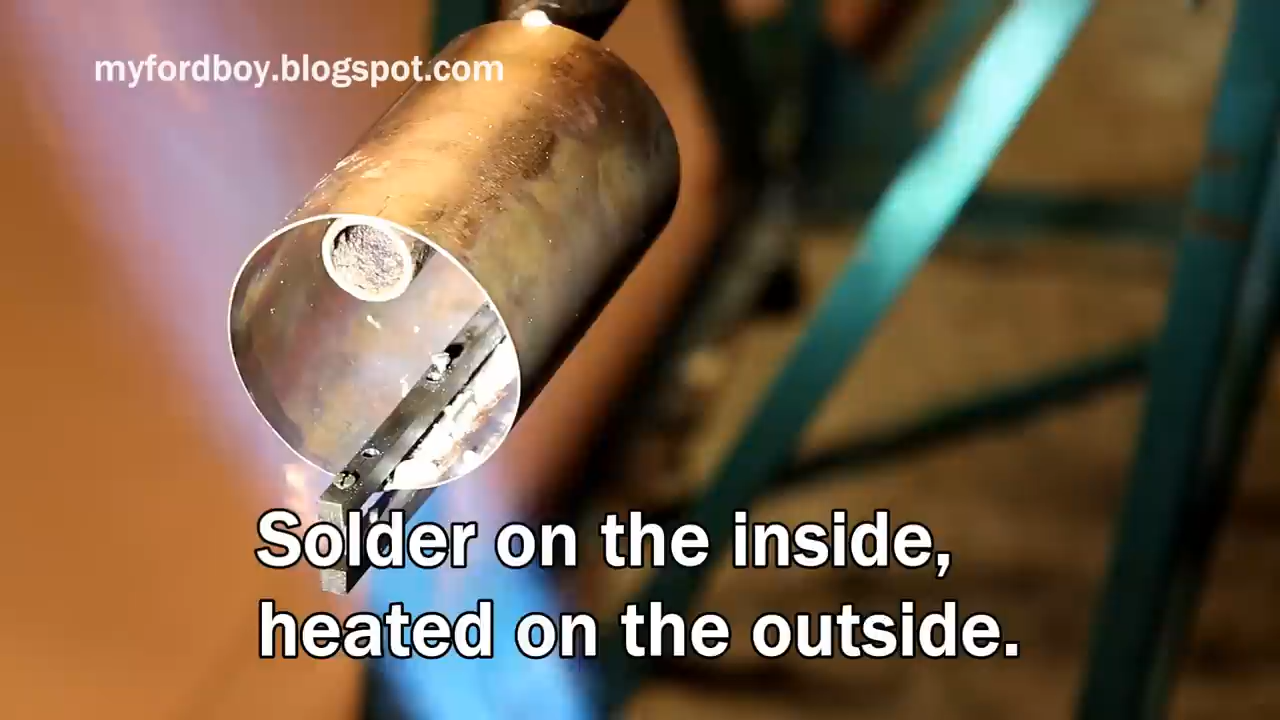 myfordboy.blogspot.com
Solder on the inside,
heated on the outside.